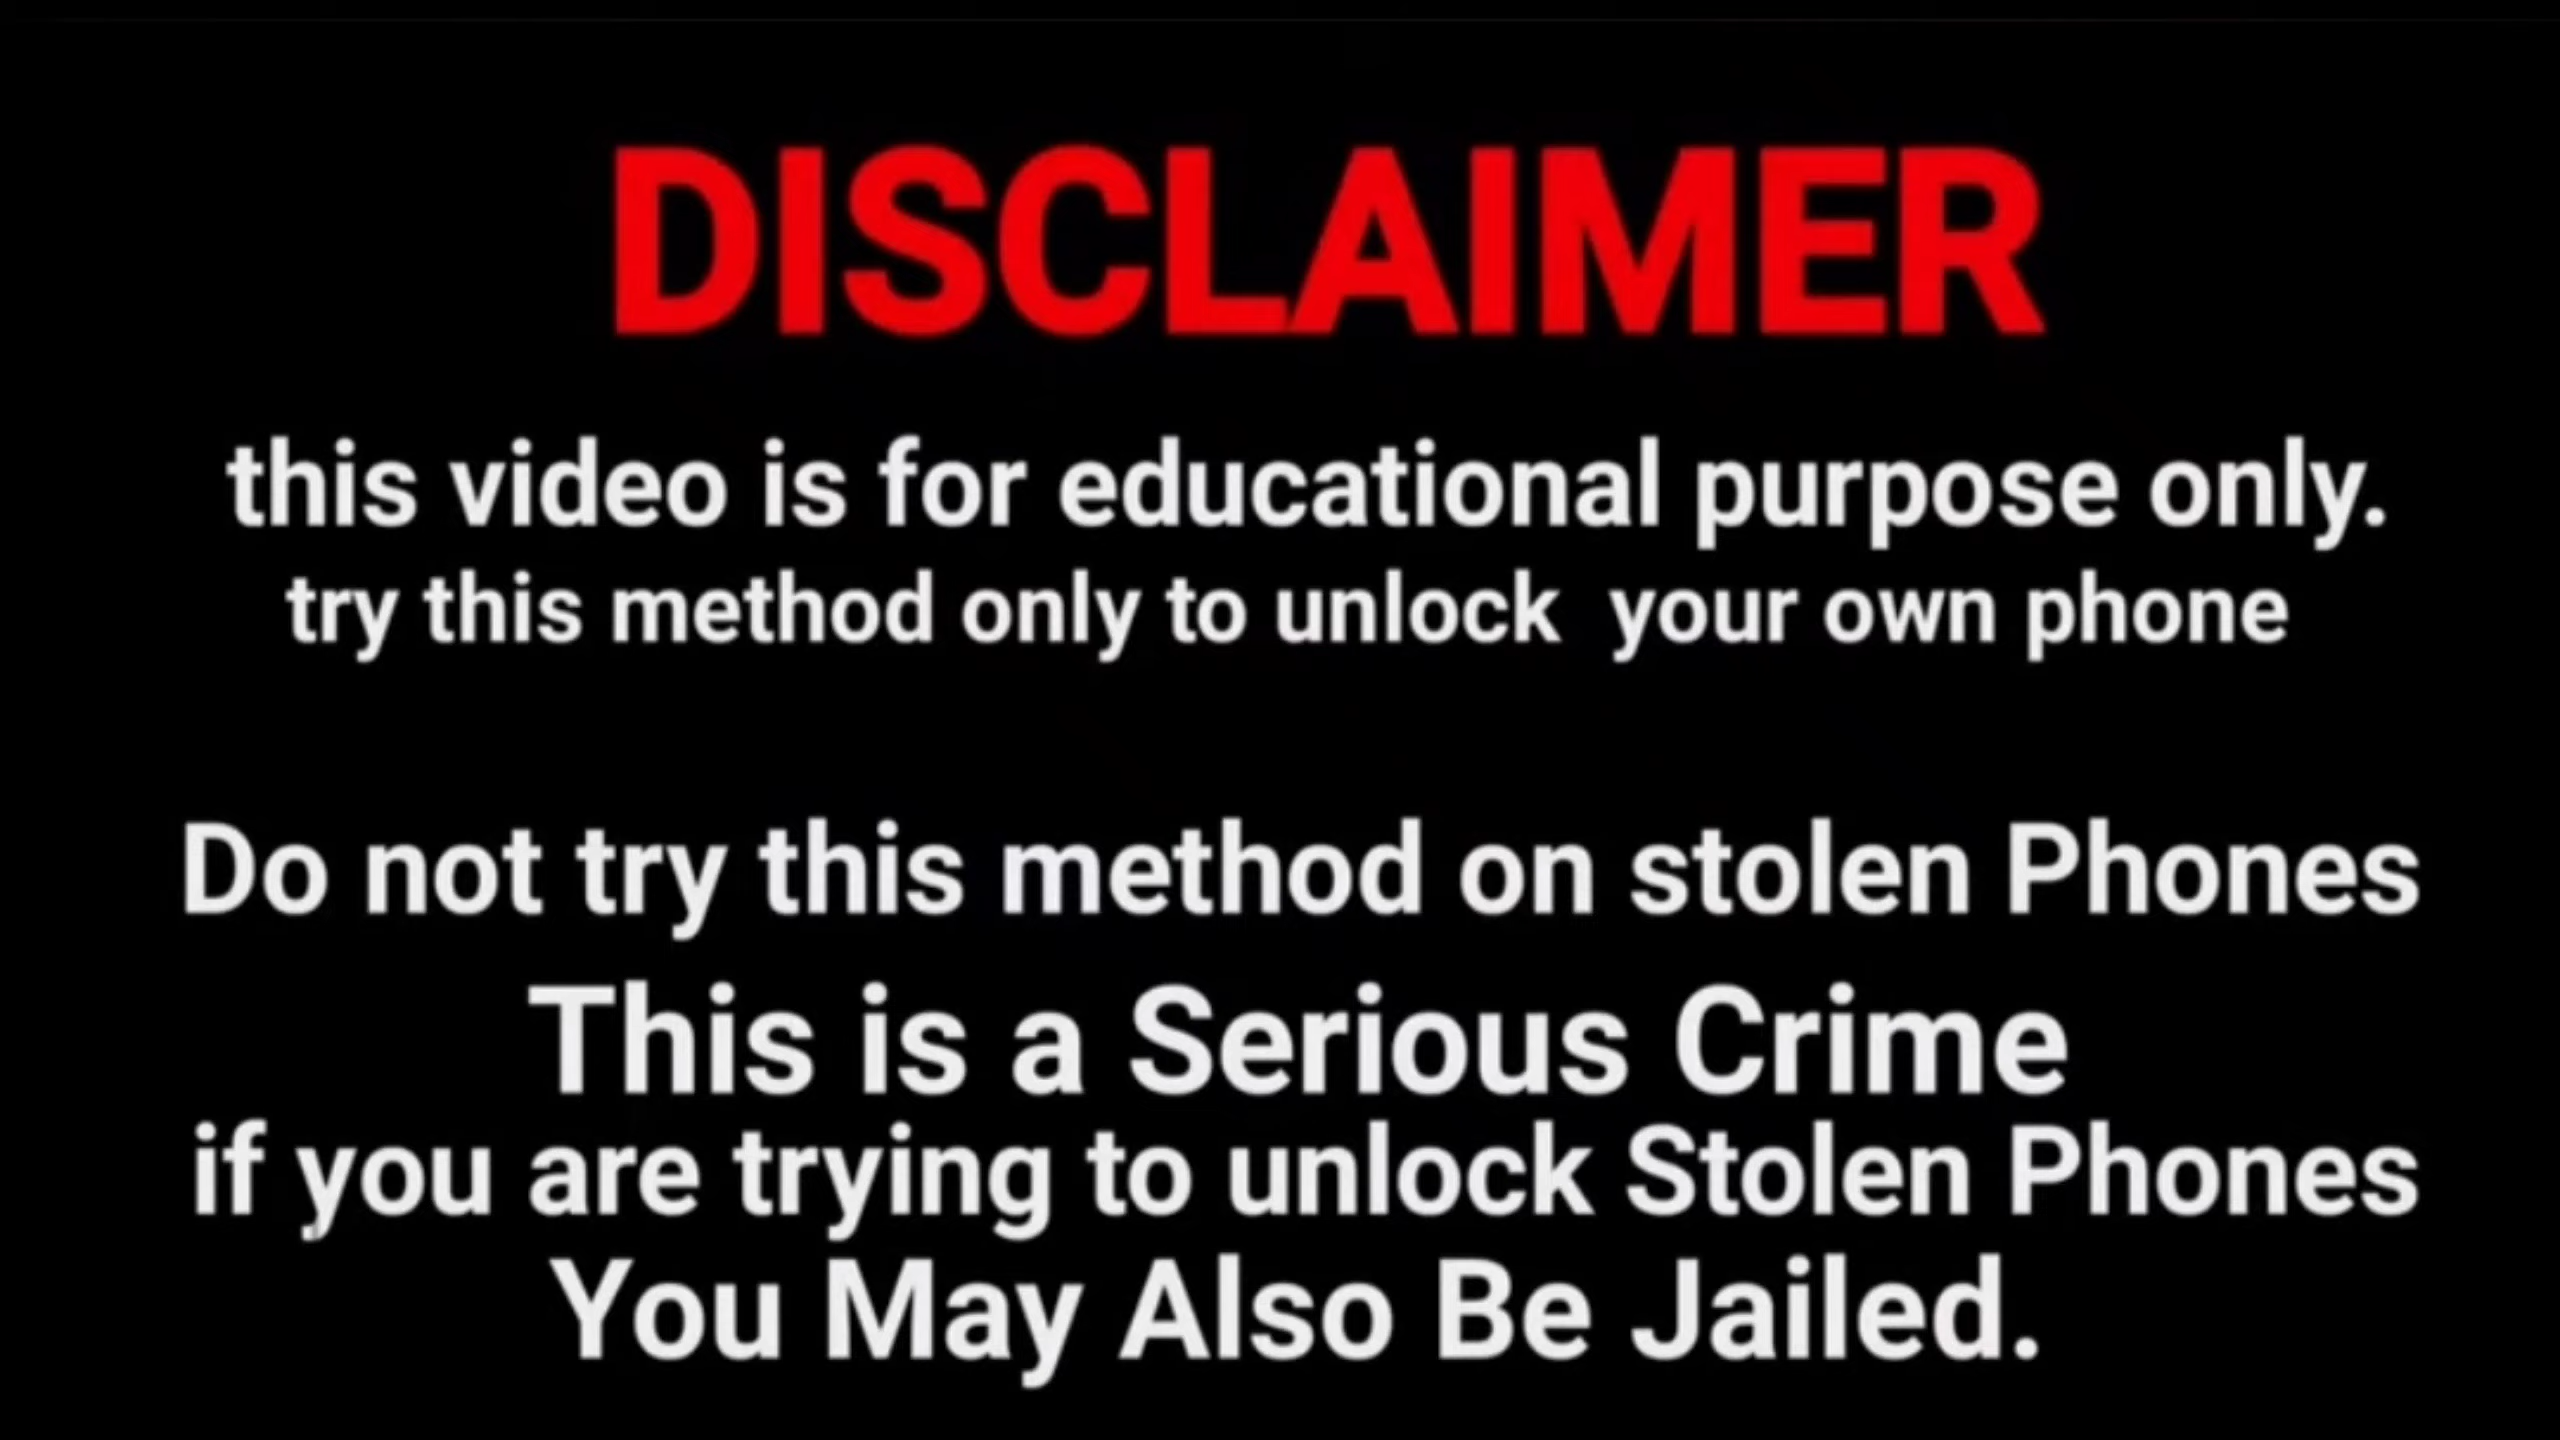 DISCLAIMER
this video is for educational purpose only.
try this method only to unlock  your own phone
Do not try this method on stolen Phones
This is a Serious Crime
if you are trying to unlock Stolen Phones
You May Also Be Jailed.